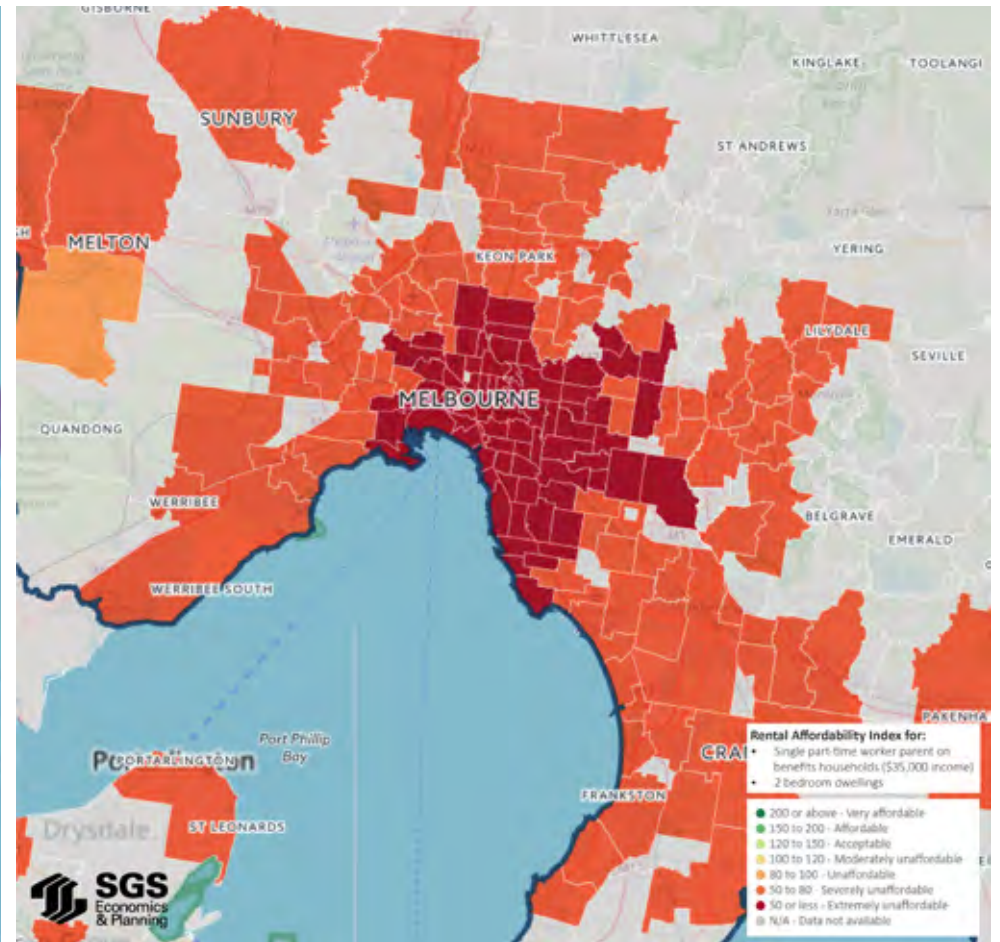 GISBORNE
WHITTLESEA
KINGLAKE
TOOLANGI
SUNBURY
ST ANDREWS
MELTON
YERING
KEON PARK
LILYDALE
SEVILLE
MELBOURNE
QUANDONG
WERRIBEE
BELGRAVE
EMERALD
WERRIBEE SOUTH
PAKENHA
Port Phillip
Bay
PORTARLINGTON
CRA
FRANKSTON
Drysdale
ST LEONARDS
Rental Affordability Index for:
• Single part-time worker parent on
benefits households ($35,000 income)
• 2 bedroom dwellings
200 or above - Very affordable
150 to 200 - Affordable
120 to 150 - Acceptable
100 to 120 - Moderately unaffordable
80 to 100 - Unaffordable
50 to 80 - Severely unaffordable
50 or less - Extremely unaffordable
N/A - Data not available
SGS
Economics
& Planning